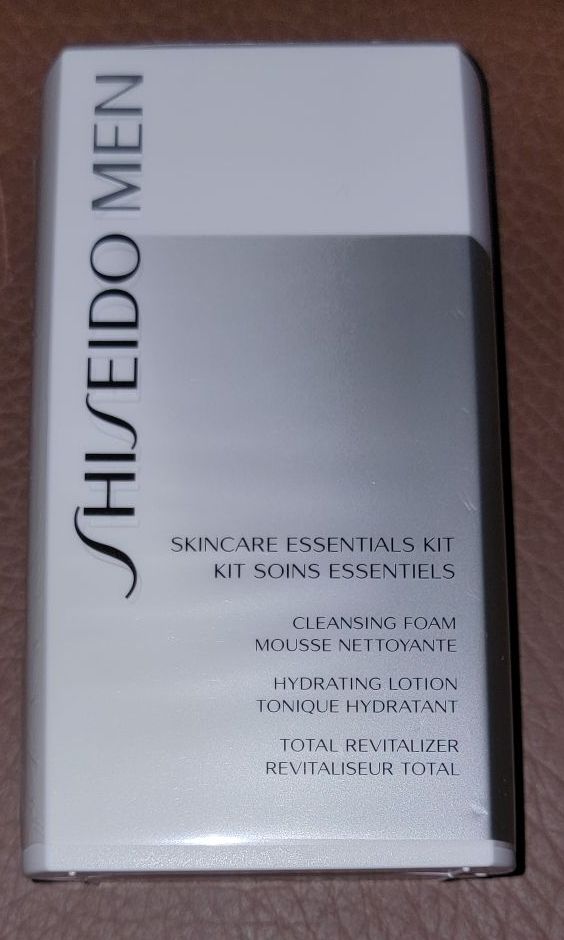 SHISEIDO MEN
SKINCARE ESSENTIALS KIT
KIT SOINS ESSENTIELS
CLEANSING FOAM
MOUSSE NETTOYANTE
HYDRATING LOTION
TONIQUE HYDRATANT
TOTAL REVITALIZER
REVITALISEUR TOTAL